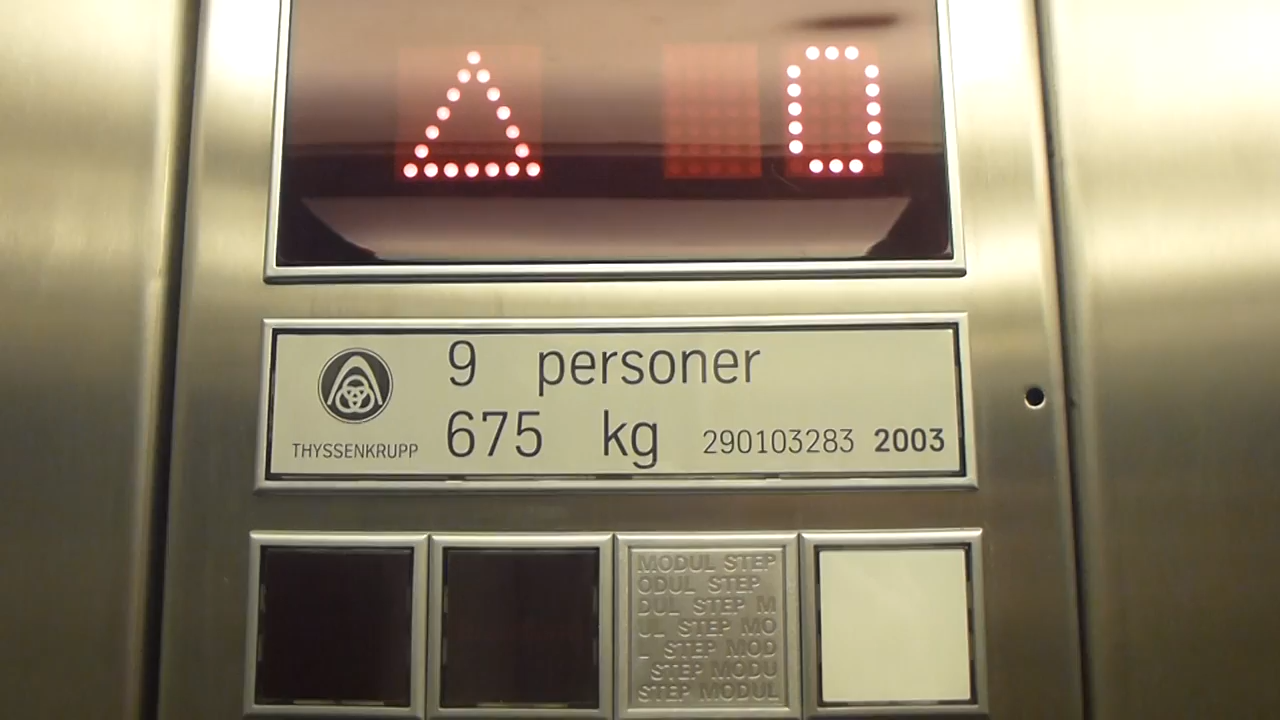 0
9 personer
675 kg 290103283 2003
THYSSENKRUPP
MODUL STEP
ODUL STEP
DUL STEP M
UL STEP MO
L STEP MOD
STEP MODU
STEP MODUL